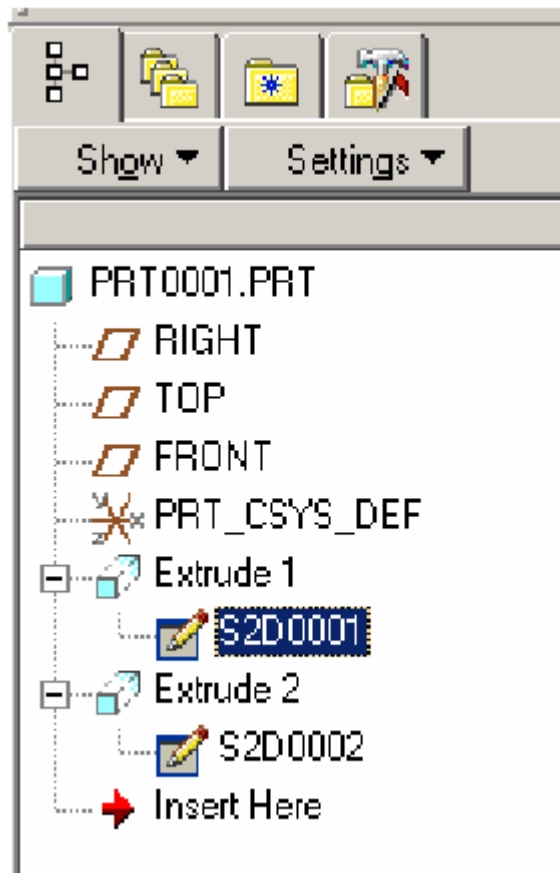 Show Settings
PRT0001.PRT
RIGHT
TOP
FRONT
PRT_CSYS_DEF
Extrude 1
S2D0001
Extrude 2
S2D0002
Insert Here